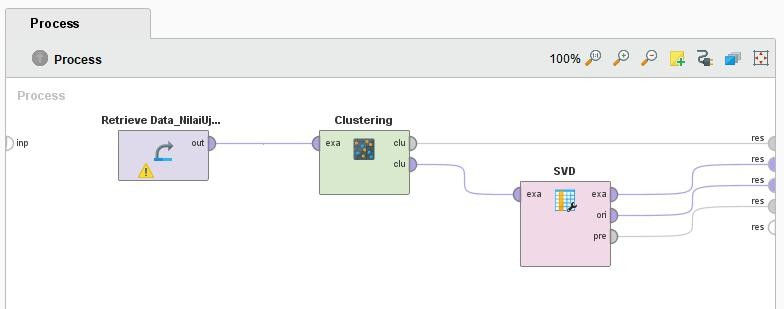 Process
Process
100%
Process
Retrieve Data_NilaiUj...
Clustering
inp
out
exa
clu
clu
SVD
exa
exa
ori
pre
res
res
res
res
res